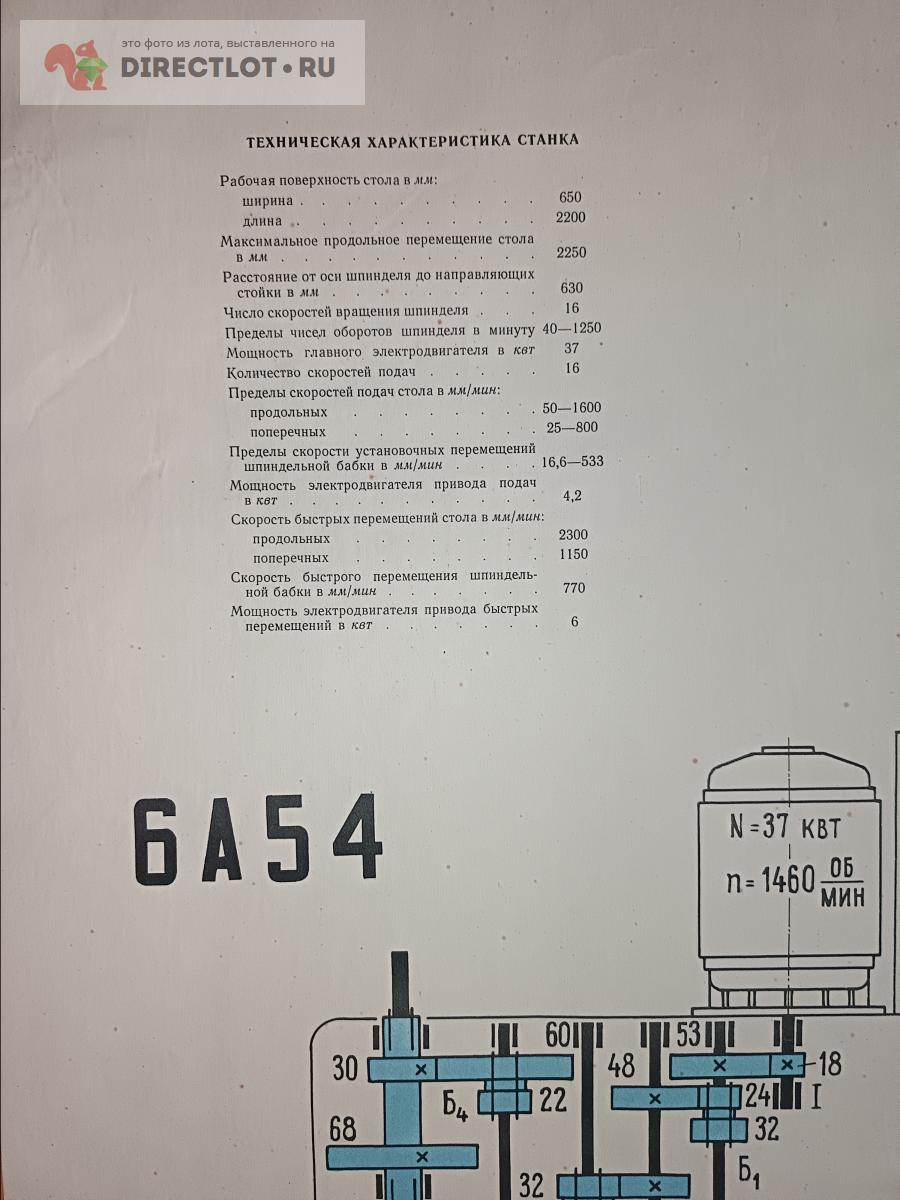 это фото из лота, выставленного на
DIRECTLOT•RU
ТЕХНИЧЕСКАЯ ХАРАКТЕРИСТИКА СТАНКА
Рабочая поверхность стола в мм:
ширина . . . . . . . . . . 650
длина . . . . . . . . . . . 2200
Максимальное продольное перемещение стола
в мм . . . . . . . . . . . 2250
Расстояние от оси шпинделя до направляющих
стойки в мм . . . . . . . . . 630
Число скоростей вращения шпинделя . . . 16
Пределы чисел оборотов шпинделя в минуту 40—1250
Мощность главного электродвигателя в квт 37
Количество скоростей подач . . . . . 16
Пределы скоростей подач стола в мм/мин:
продольных . . . . . . . . 50—1600
поперечных . . . . . . . . 25—800
Пределы скорости установочных перемещений
шпиндельной бабки в мм/мин . . . . 16,6—533
Мощность электродвигателя привода подач
в квт . . . . . . . . . . . 4,2
Скорость быстрых перемещений стола в мм/мин:
продольных . . . . . . . . 2300
поперечных . . . . . . . . 1150
Скорость быстрого перемещения шпиндель-
ной бабки в мм/мин . . . . . . . 770
Мощность электродвигателя привода быстрых
перемещений в квт . . . . . . . 6
6А54
N=37 КВТ
n=1460 ОБ/МИН
60 53
30 48 18
Б4 22 24 I
68 32
Б1
32